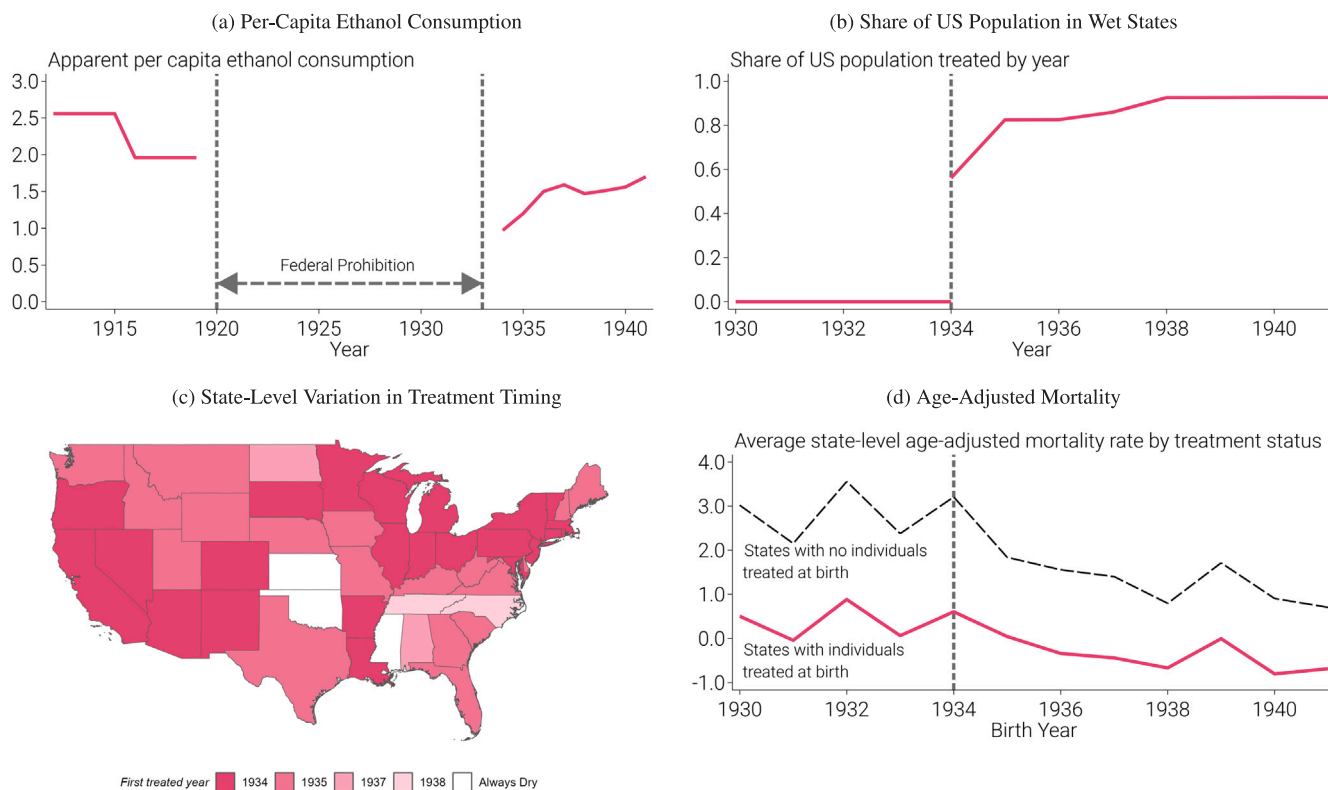 (a) Per-Capita Ethanol Consumption
Apparent per capita ethanol consumption
3.0
2.5
2.0
1.5
1.0
0.5
0.0
Federal Prohibition
1915 1920 1925 1930 1935 1940
Year
(b) Share of US Population in Wet States
Share of US population treated by year
1.0
0.8
0.6
0.4
0.2
0.0
1930 1932 1934 1936 1938 1940
Year
(c) State-Level Variation in Treatment Timing
First treated year 1934 1935 1937 1938 Always Dry
(d) Age-Adjusted Mortality
Average state-level age-adjusted mortality rate by treatment status
4.0
3.0
2.0
1.0
0.0
-1.0
States with no individuals
treated at birth
States with individuals
treated at birth
1930 1932 1934 1936 1938 1940
Birth Year